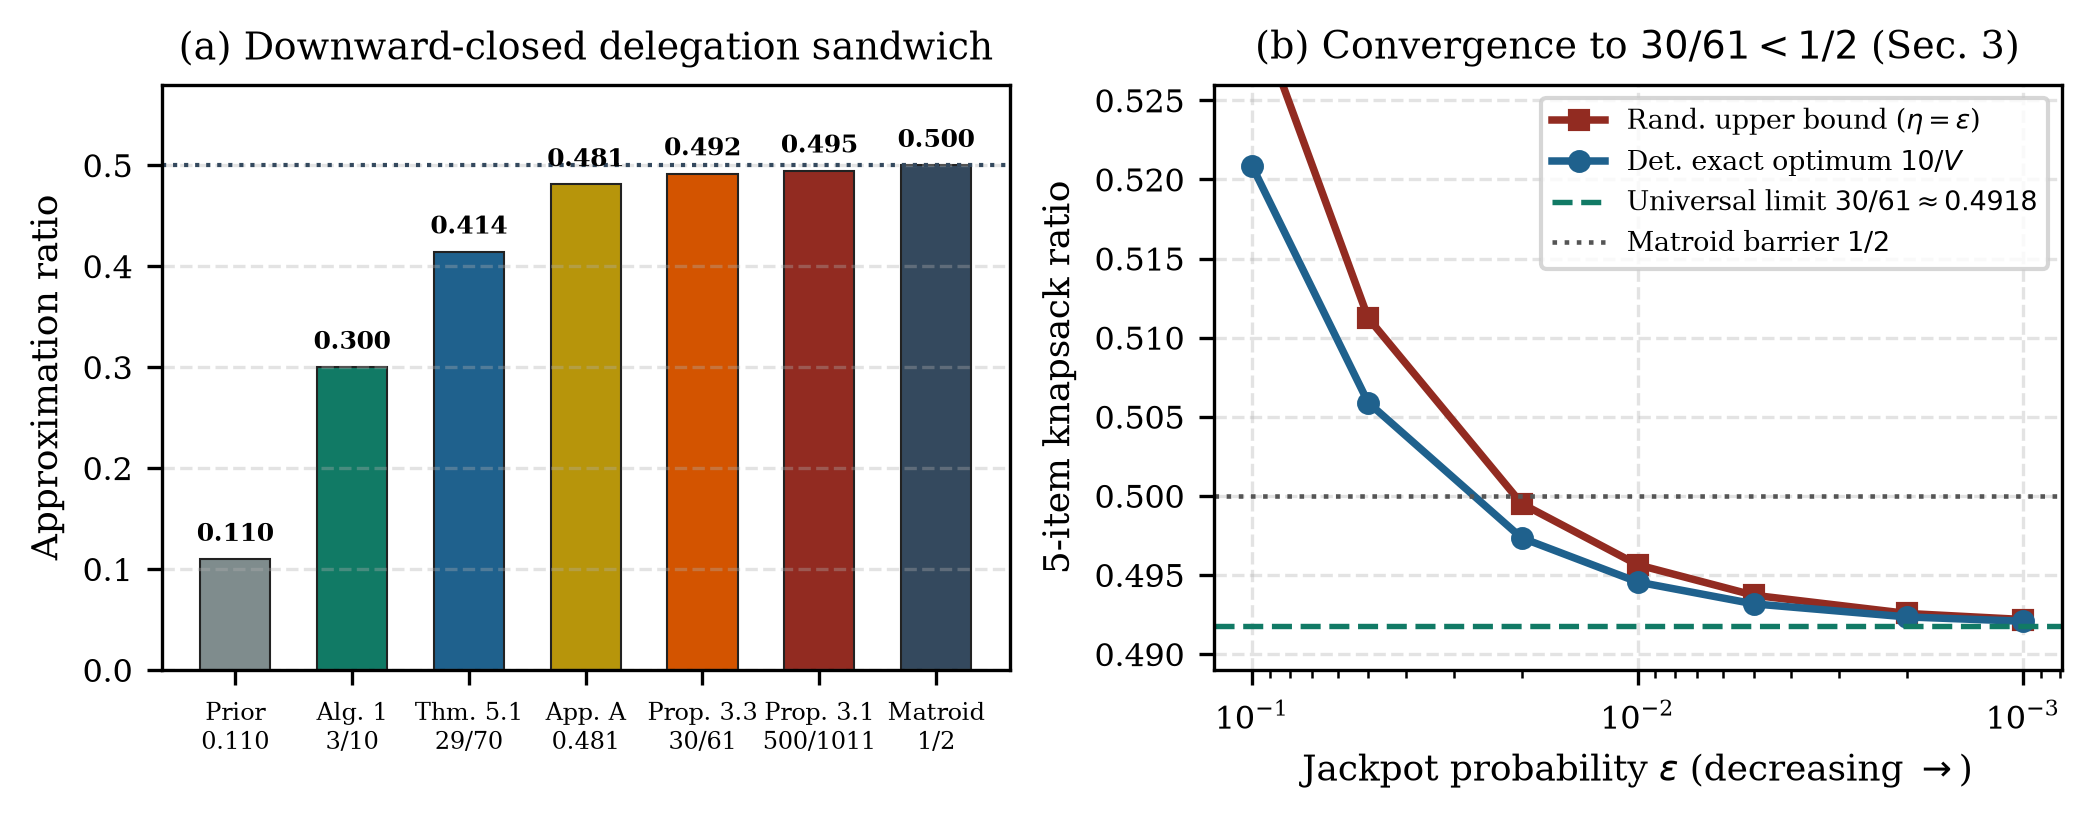 (a) Downward-closed delegation sandwich
Approximation ratio
0.5
0.4
0.3
0.2
0.1
0.0
0.110
0.300
0.414
0.481
0.492
0.495
0.500
Prior
0.110
Alg. 1
3/10
Thm. 5.1
29/70
App. A
0.481
Prop. 3.3
30/61
Prop. 3.1
500/1011
Matroid
1/2
(b) Convergence to 30/61 < 1/2 (Sec. 3)
5-item knapsack ratio
0.525
0.520
0.515
0.510
0.505
0.500
0.495
0.490
Rand. upper bound (η = ε)
Det. exact optimum 10/V
Universal limit 30/61 ≈ 0.4918
Matroid barrier 1/2
10⁻¹
10⁻²
10⁻³
Jackpot probability ε (decreasing →)